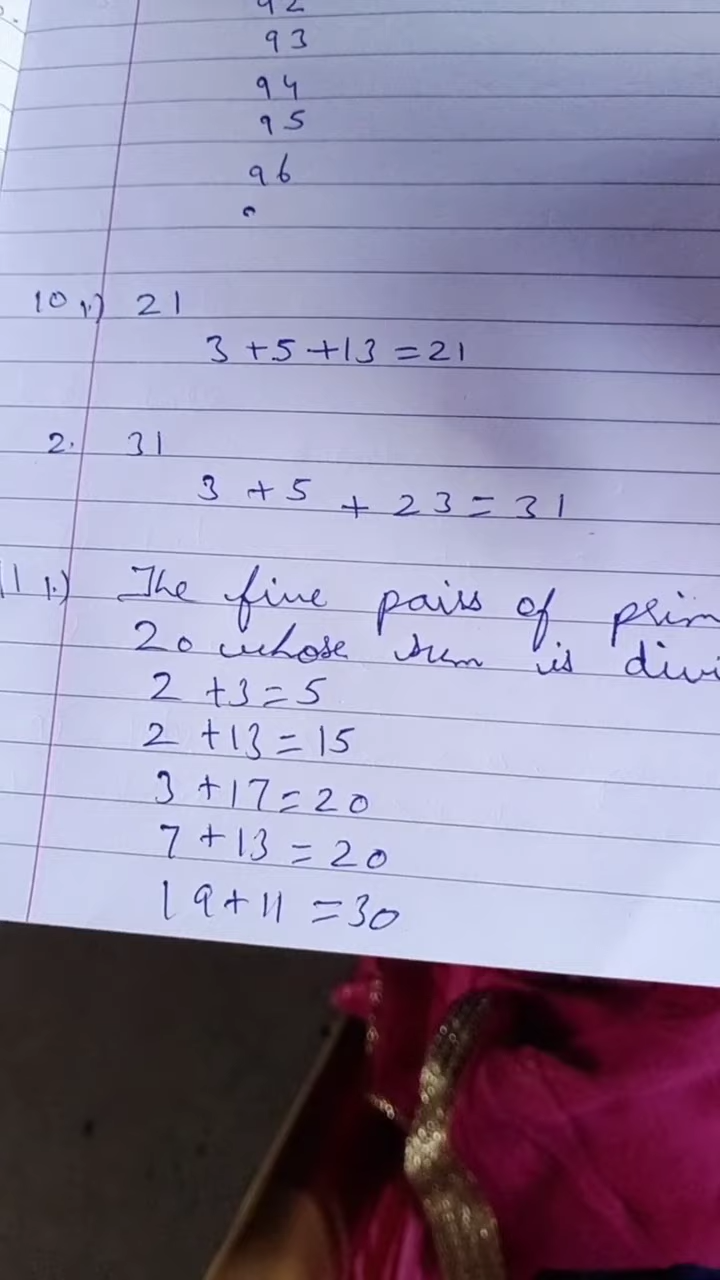 92
93
94
95
96
10 1.) 21
3 + 5 + 13 = 21
2. 31
3 + 5 + 23 = 31
11 1.) The five pairs of prim
20 whose sum is divi
2 + 3 = 5
2 + 13 = 15
3 + 17 = 20
7 + 13 = 20
19 + 11 = 30